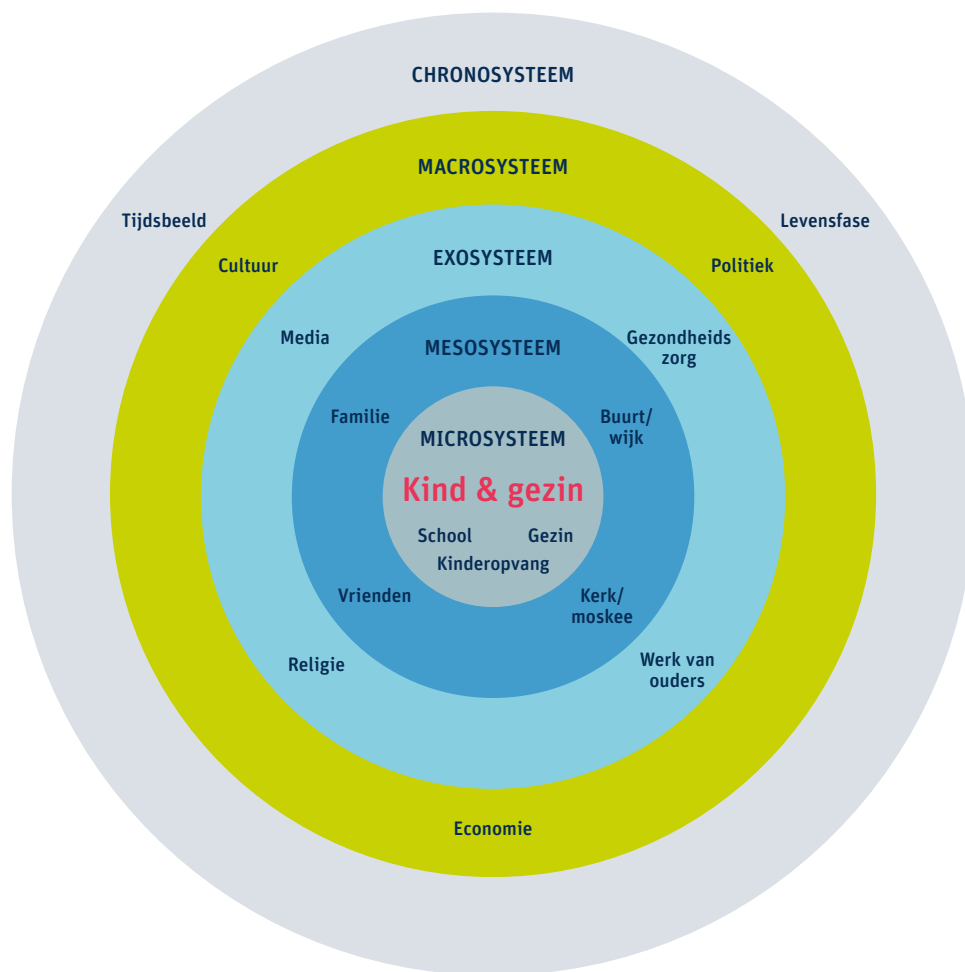 CHRONOSYSTEEM
MACROSYSTEEM
Tijdsbeeld
Levensfase
Cultuur
EXOSYSTEEM
Politiek
Media
MESOSYSTEEM
Gezondheids
zorg
Familie
MICROSYSTEEM
Buurt/
wijk
Kind & gezin
School
Gezin
Kinderopvang
Vrienden
Kerk/
moskee
Religie
Werk van
ouders
Economie